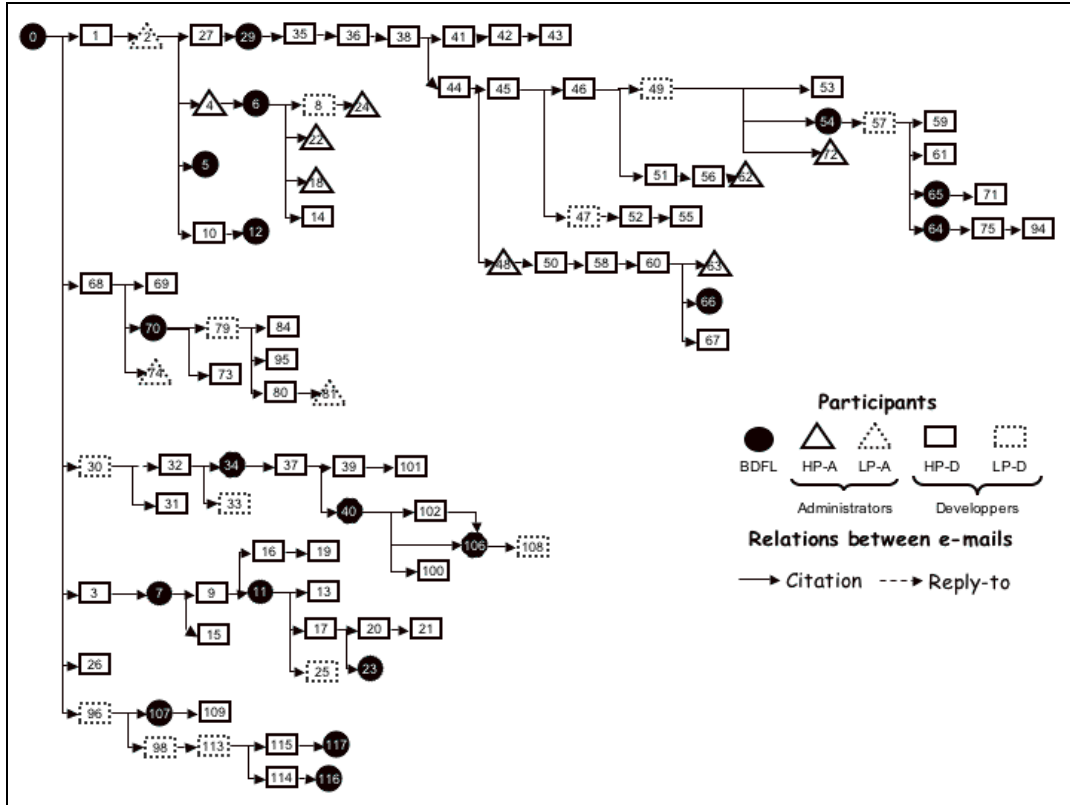 0 1 2 27 29 35 36 38 41 42 43
44 45 46 49 53
4 6 8 24 54 57 59
22 72 61
5 18 51 56 62 65 71
14 47 52 55
10 12 64 75 94
48 50 58 60 63
68 69 66
70 79 84 67
74 73 95
80 81
Participants
BDFL HP-A LP-A HP-D LP-D
Administrators Developpers
30 32 34 37 39 101
31 33 40 102
106 108
Relations between e-mails
16 19 100
Citation Reply-to
3 7 9 11 13
15 17 20 21
26 25 23
96 107 109
98 113 115 117
114 116